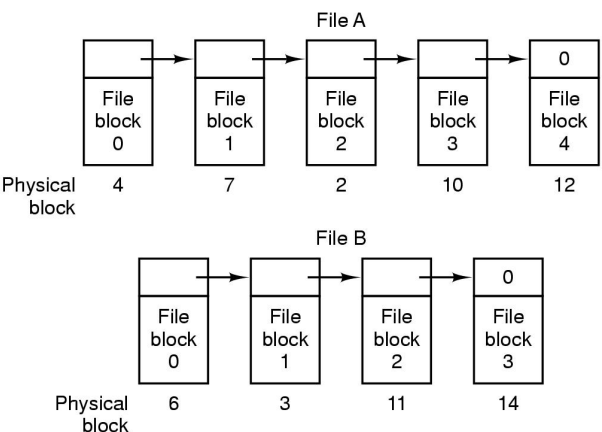 File A
0
File block 0
File block 1
File block 2
File block 3
File block 4
Physical block 4 7 2 10 12
File B
0
File block 0
File block 1
File block 2
File block 3
Physical block 6 3 11 14